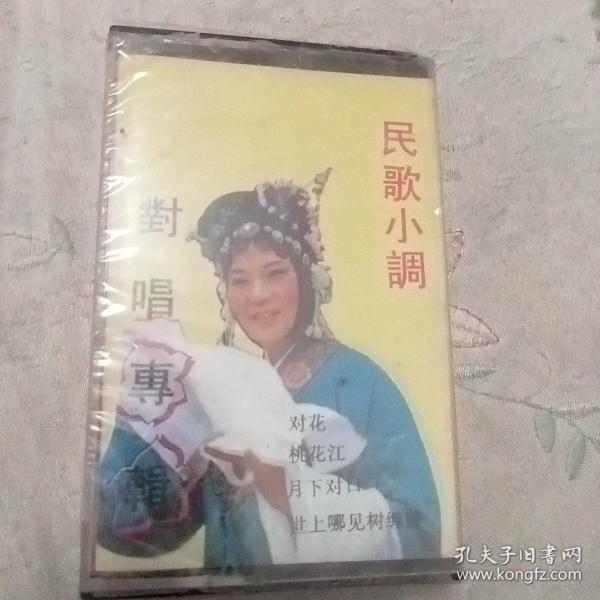 民歌小調
對唱專輯
对花
桃花江
月下对口
世上哪见树缠
孔夫子旧书网
www.kongfz.com